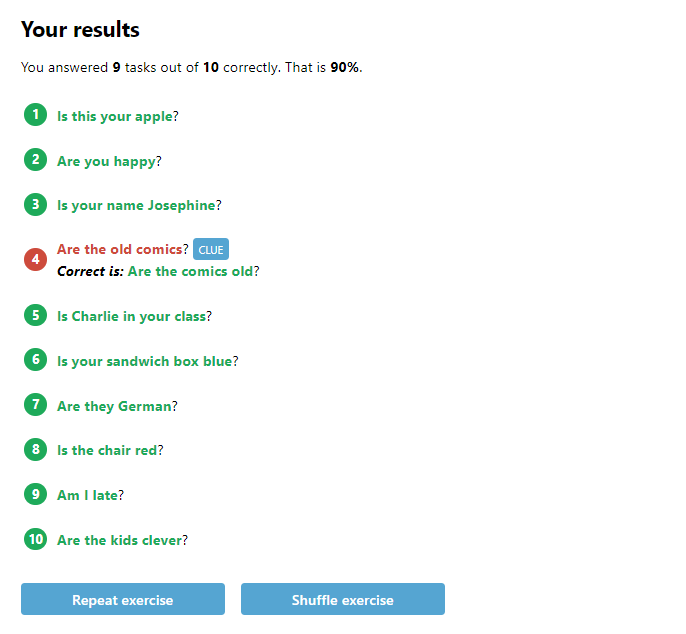 Your results
You answered 9 tasks out of 10 correctly. That is 90%.
1 Is this your apple?
2 Are you happy?
3 Is your name Josephine?
4 Are the old comics? CLUE
Correct is: Are the comics old?
5 Is Charlie in your class?
6 Is your sandwich box blue?
7 Are they German?
8 Is the chair red?
9 Am I late?
10 Are the kids clever?
Repeat exercise Shuffle exercise